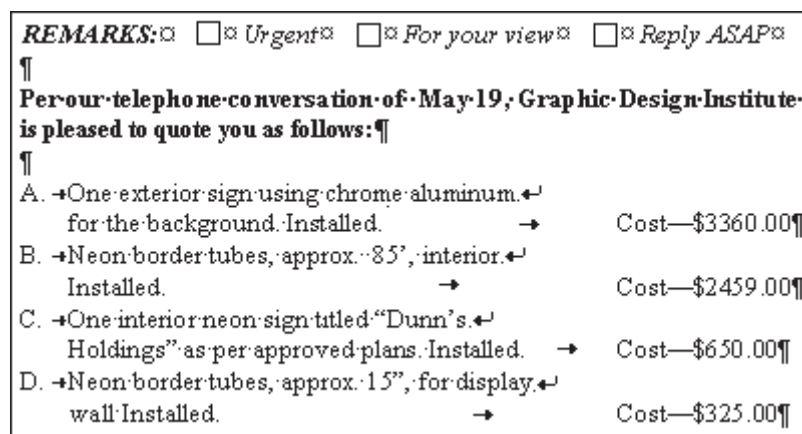 REMARKS:¤ □¤ Urgent¤ □¤ For your view¤ □¤ Reply ASAP¤
¶
Per·our·telephone·conversation·of··May·19,·Graphic·Design·Institute·
is pleased to quote you as follows:¶
¶
A. →One·exterior·sign·using·chrome·aluminum.↵
for·the·background.·Installed. → Cost—$3360.00¶
B. →Neon·border·tubes,·approx.··85’,·interior.↵
Installed. → Cost—$2459.00¶
C. →One·interior·neon·sign·titled·“Dunn’s.↵
Holdings”·as·per·approved·plans.·Installed. → Cost—$650.00¶
D. →Neon·border·tubes,·approx.·15”,·for·display.↵
wall·Installed. → Cost—$325.00¶